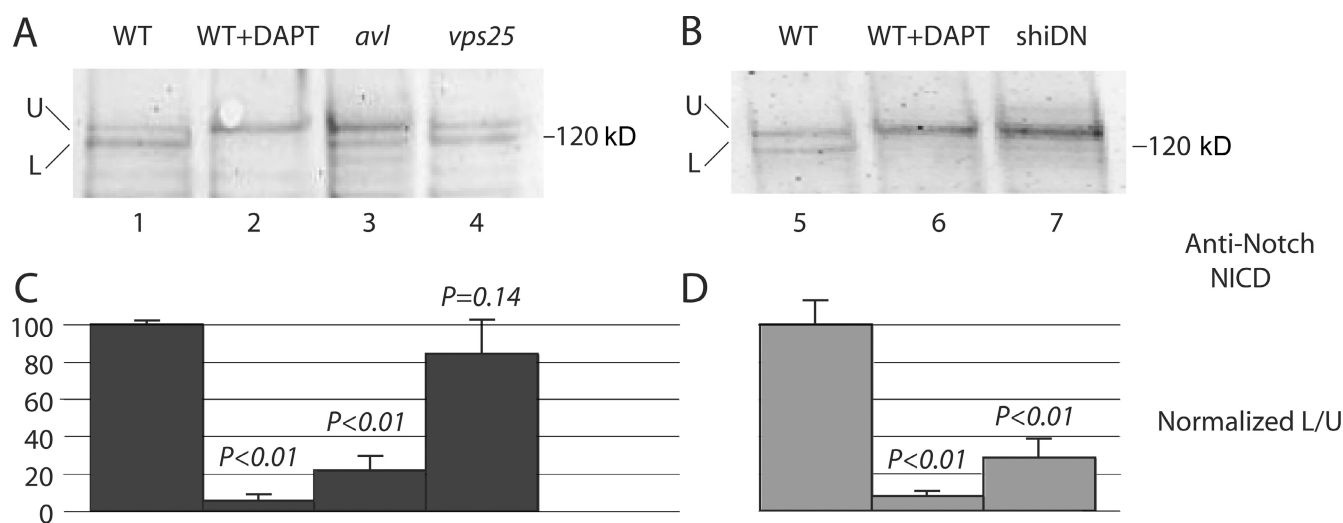 A WT WT+DAPT avl vps25
U
L
–120 kD
1 2 3 4
B WT WT+DAPT shiDN
U
L
–120 kD
5 6 7
Anti-Notch
NICD
C
100
80
60
40
20
0
P<0.01
P<0.01
P=0.14
D
P<0.01
P<0.01
Normalized L/U